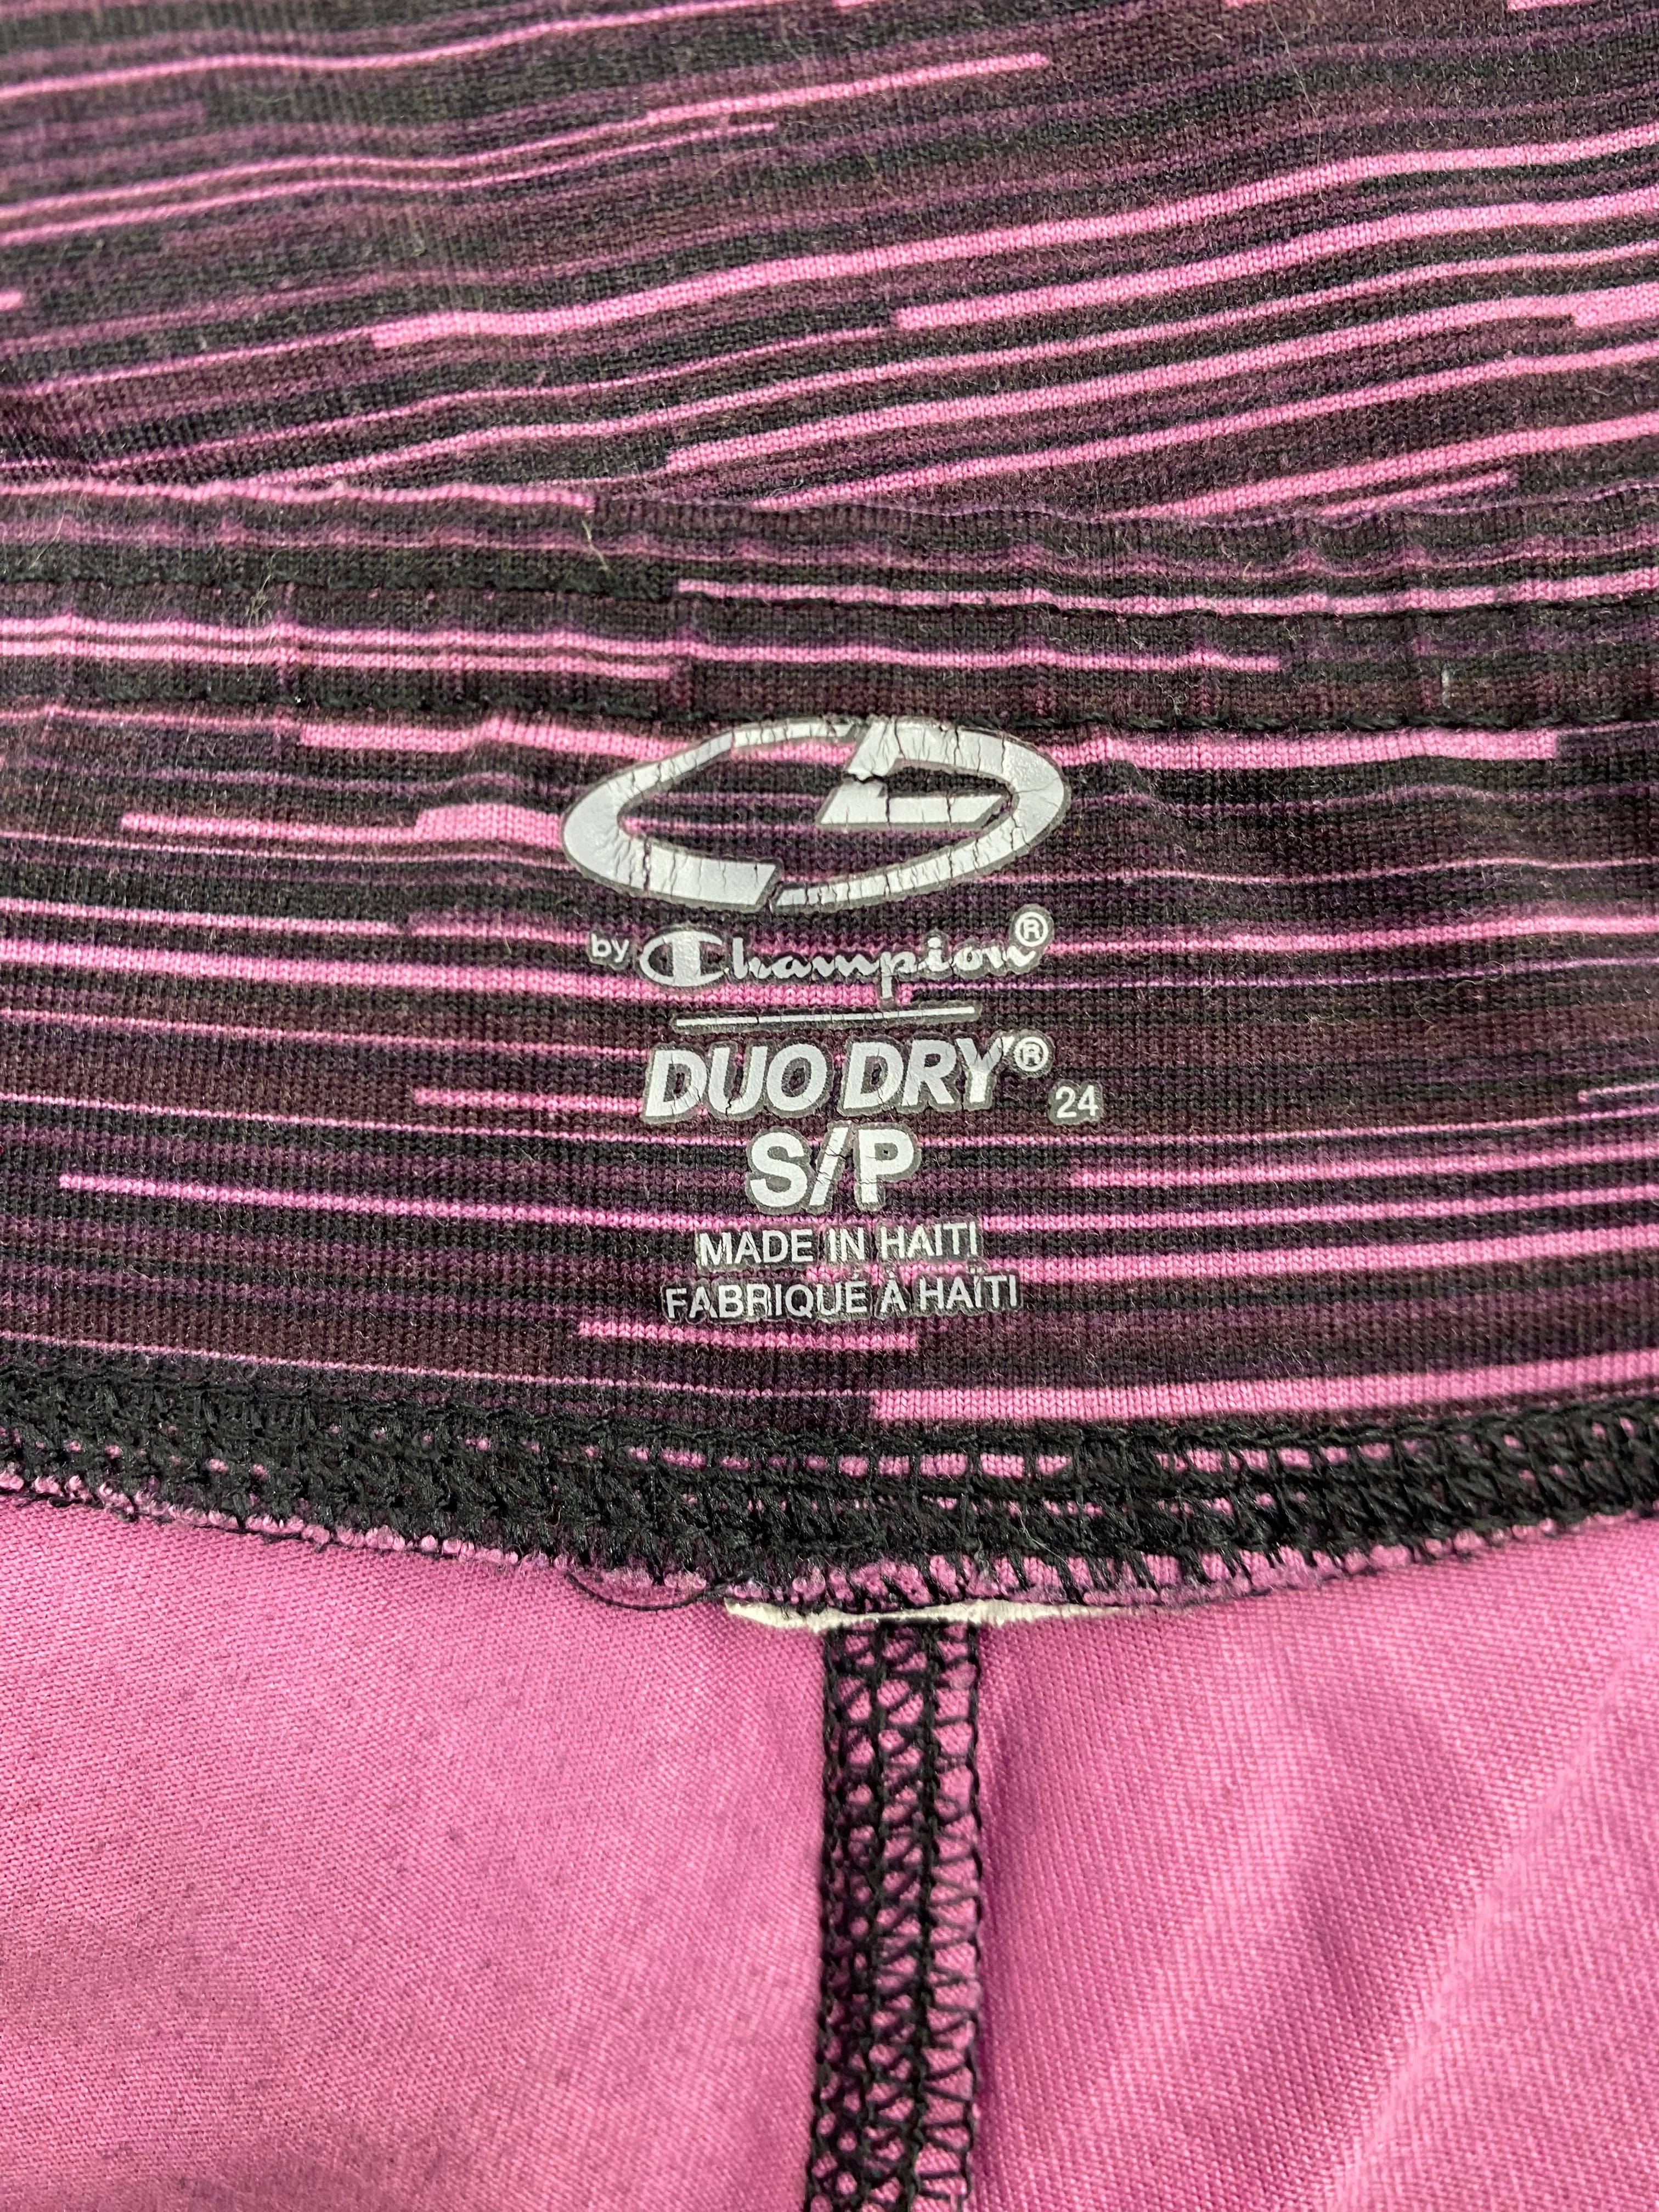 by Champion®
DUO DRY® 24
S/P
MADE IN HAITI
FABRIQUÉ À HAÏTI